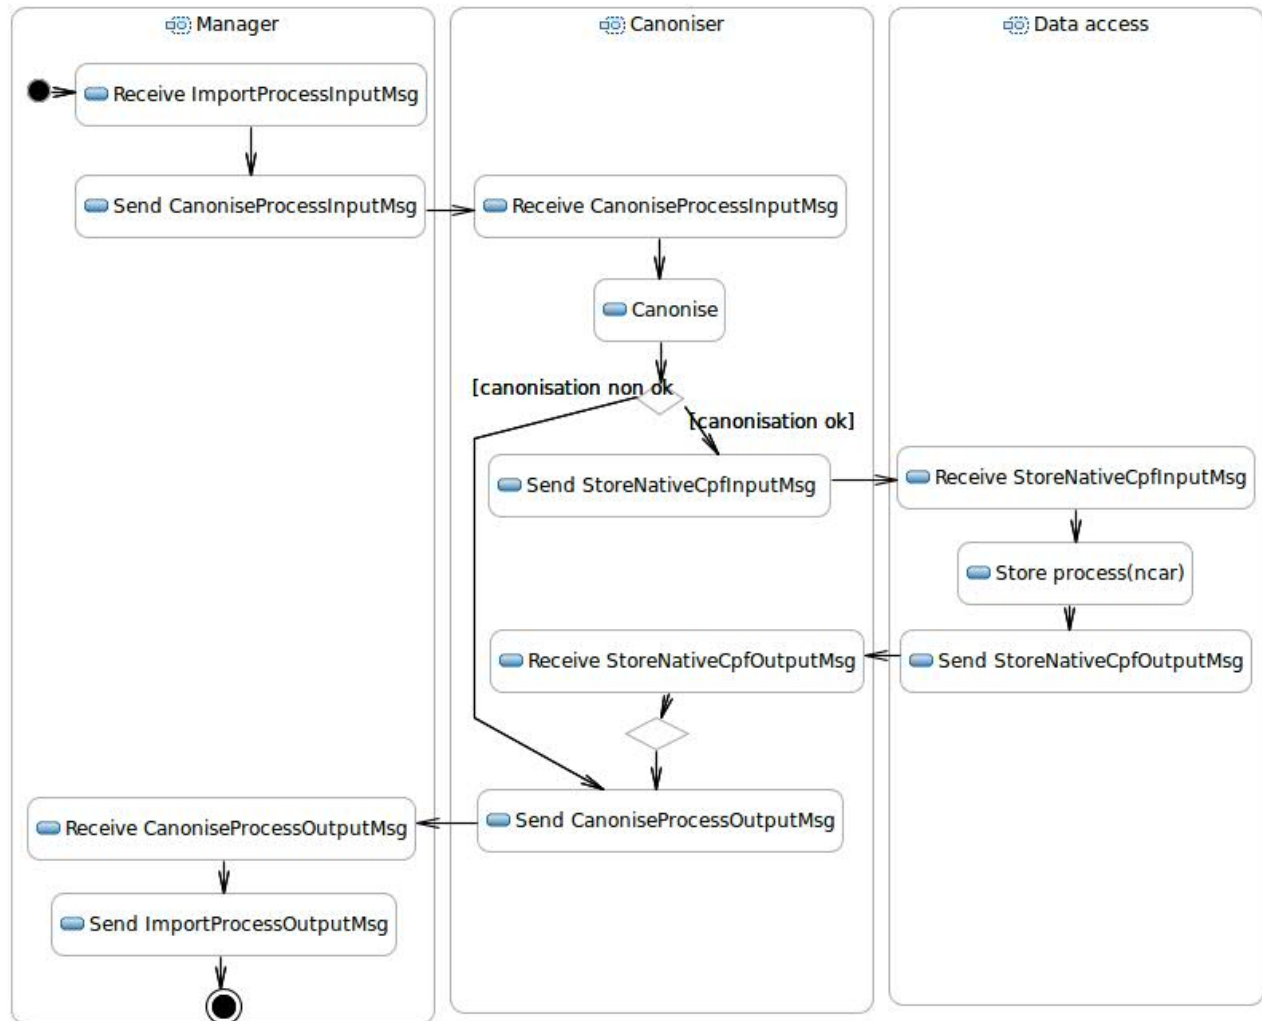 Manager
Canoniser
Data access
Receive ImportProcessInputMsg
Send CanoniseProcessInputMsg
Receive CanoniseProcessInputMsg
Canonise
[canonisation non ok
[canonisation ok]
Send StoreNativeCpfInputMsg
Receive StoreNativeCpfInputMsg
Store process(ncar)
Receive StoreNativeCpfOutputMsg
Send StoreNativeCpfOutputMsg
Send CanoniseProcessOutputMsg
Receive CanoniseProcessOutputMsg
Send ImportProcessOutputMsg